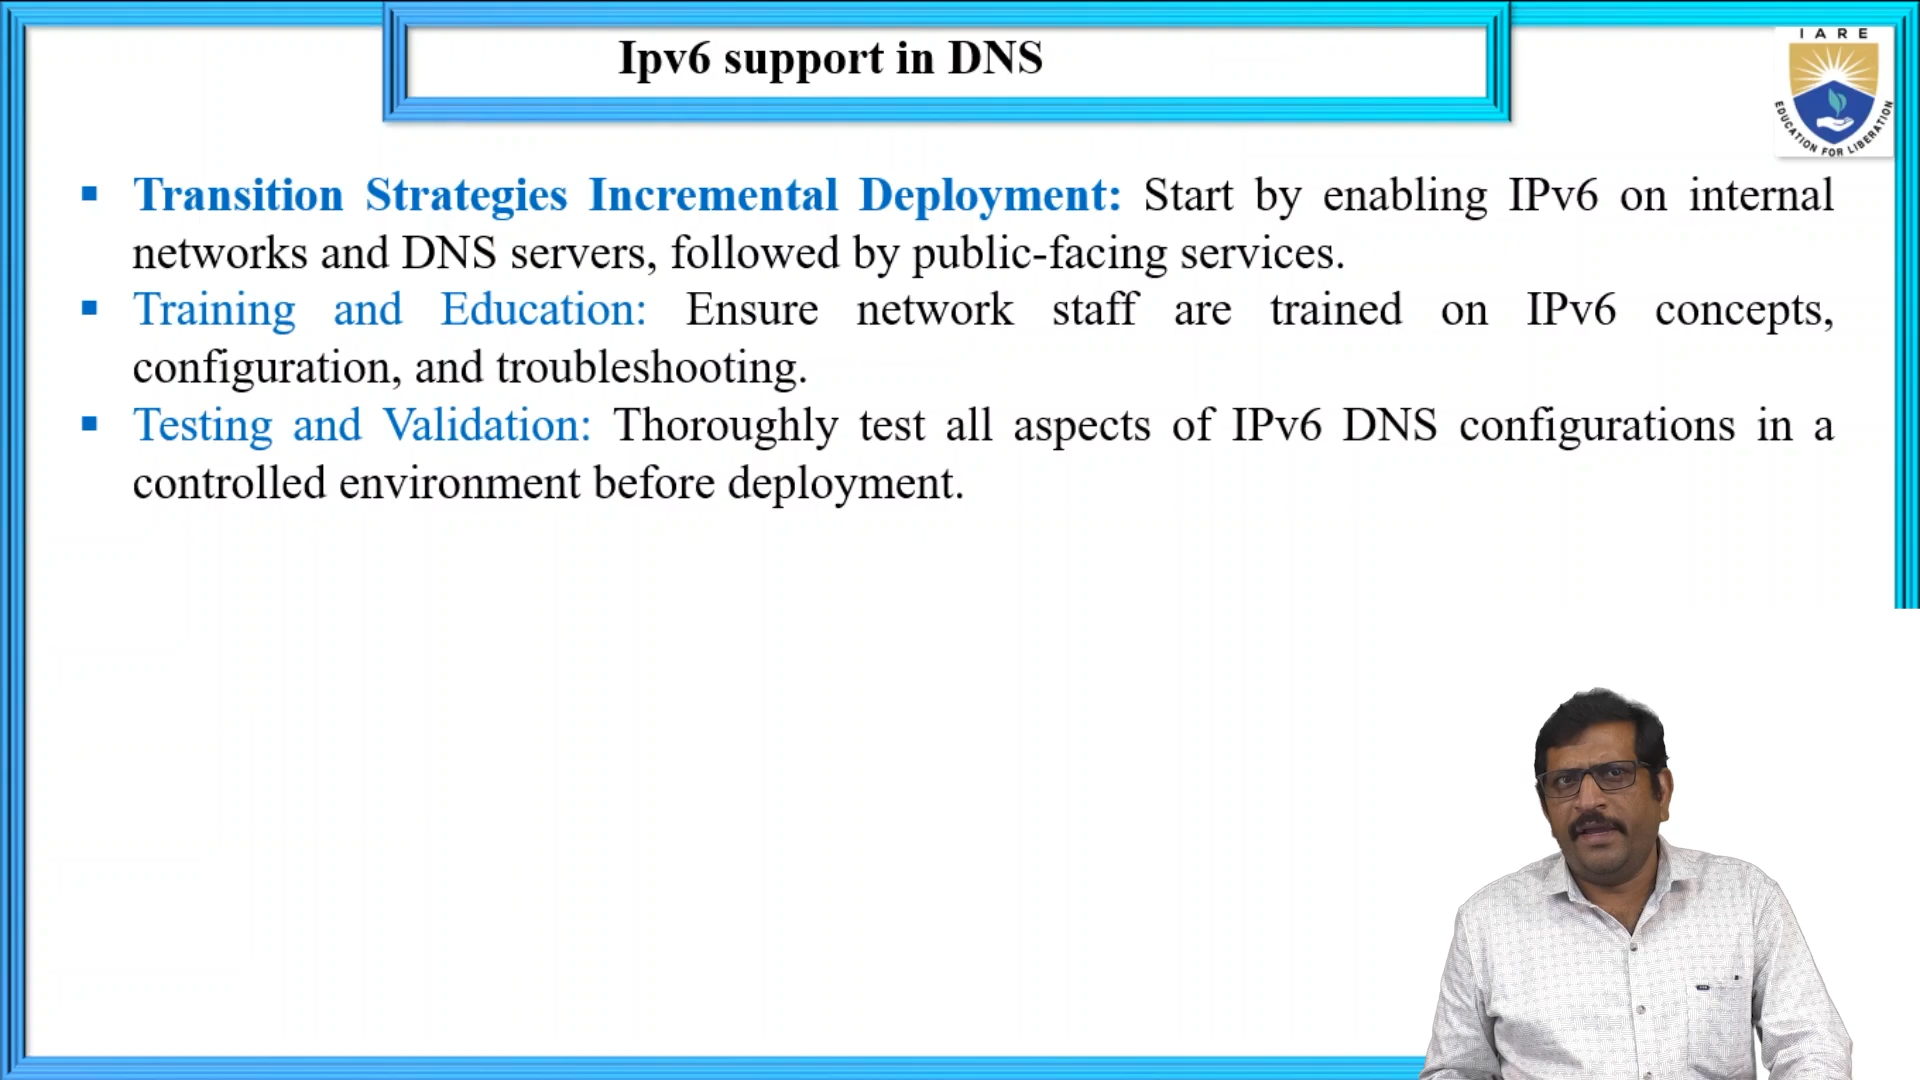 Ipv6 support in DNS
I A R E
EDUCATION FOR LIBERATION
Transition Strategies Incremental Deployment: Start by enabling IPv6 on internal
networks and DNS servers, followed by public-facing services.
Training and Education: Ensure network staff are trained on IPv6 concepts,
configuration, and troubleshooting.
Testing and Validation: Thoroughly test all aspects of IPv6 DNS configurations in a
controlled environment before deployment.